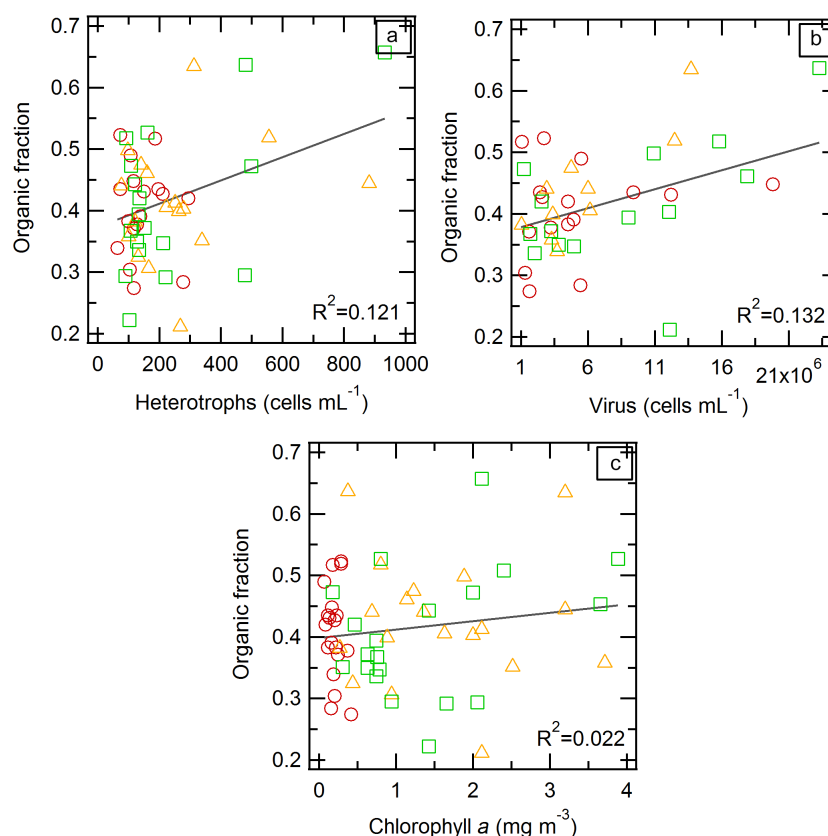 a
0.7
0.6
0.5
0.4
0.3
0.2
Organic fraction
R²=0.121
0 200 400 600 800 1000
Heterotrophs (cells mL⁻¹)
b
0.7
0.6
0.5
0.4
0.3
0.2
Organic fraction
R²=0.132
1 6 11 16 21x10⁶
Virus (cells mL⁻¹)
c
0.7
0.6
0.5
0.4
0.3
0.2
Organic fraction
R²=0.022
0 1 2 3 4
Chlorophyll a (mg m⁻³)